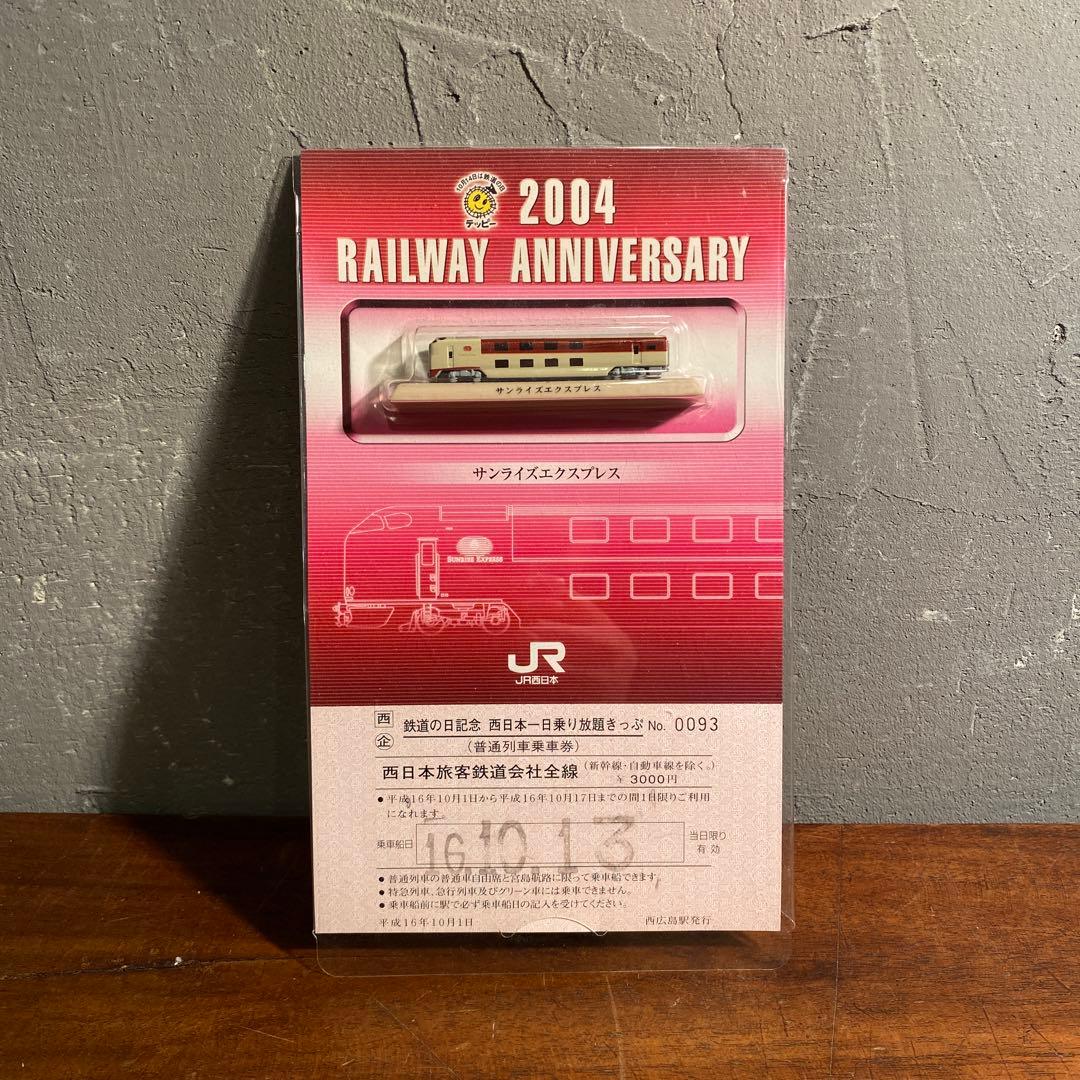 10月14日は鉄道の日
テッピー
2004
RAILWAY ANNIVERSARY
サンライズエクスプレス
サンライズエクスプレス
SUNRISE EXPRESS
JR
JR西日本
西
企
鉄道の日記念 西日本一日乗り放題きっぷ No. 0093
(普通列車乗車券)
西日本旅客鉄道会社全線 (新幹線・自動車線を除く。)
¥ 3000円
●平成16年10月1日から平成16年10月17日までの間1日限りご利用
になれます。
乗車船日 16.10.13 当日限り
有効
●普通列車の普通車自由席と宮島航路に限って乗車船できます。
●特急列車、急行列車及びグリーン車には乗車できません。
●乗車船前に駅で必ず乗車船日の記入を受けてください。
平成16年10月1日 西広島駅発行